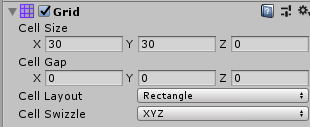 Grid
Cell Size
X 30 Y 30 Z 0
Cell Gap
X 0 Y 0 Z 0
Cell Layout Rectangle
Cell Swizzle XYZ